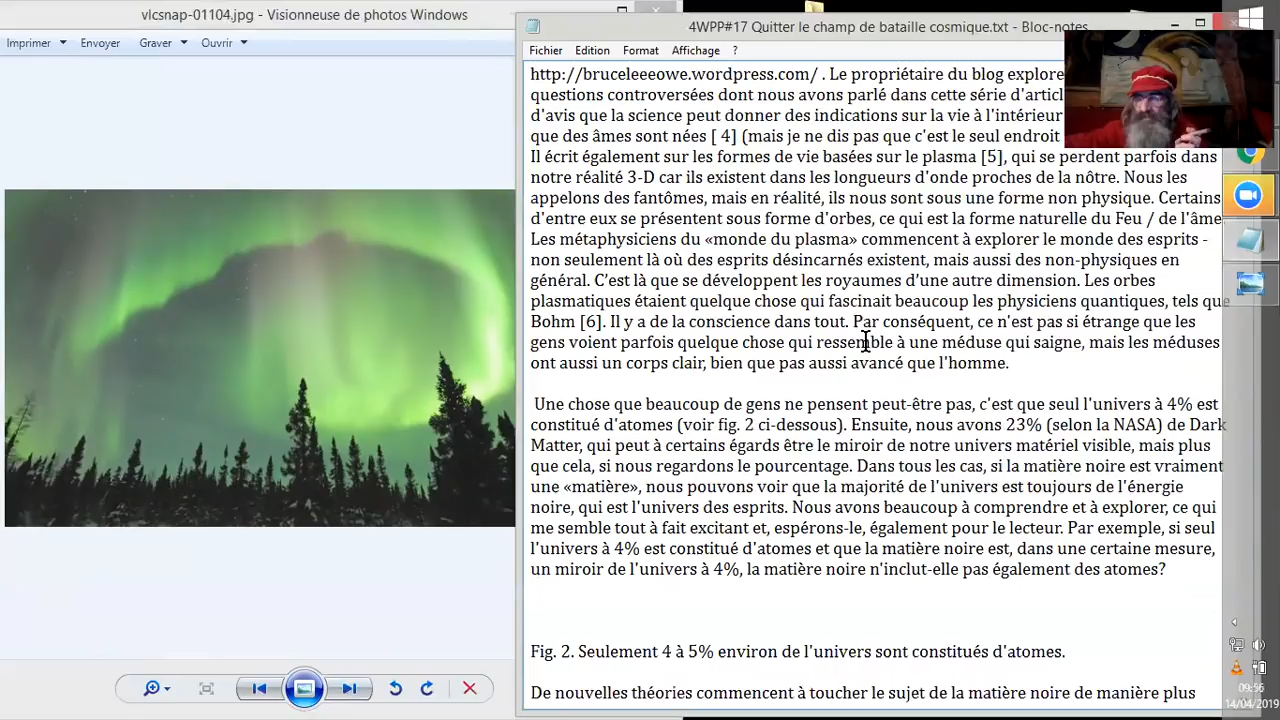 vlcsnap-01104.jpg - Visionneuse de photos Windows
Imprimer Envoyer Graver Ouvrir
4WPP#17 Quitter le champ de bataille cosmique.txt - Bloc-notes
Fichier Edition Format Affichage ?
http://bruceleeeowe.wordpress.com/ . Le propriétaire du blog explore
questions controversées dont nous avons parlé dans cette série d'artic
d'avis que la science peut donner des indications sur la vie à l'intérieur
que des âmes sont nées [ 4] (mais je ne dis pas que c'est le seul endroit
Il écrit également sur les formes de vie basées sur le plasma [5], qui se perdent parfois dans
notre réalité 3-D car ils existent dans les longueurs d'onde proches de la nôtre. Nous les
appelons des fantômes, mais en réalité, ils nous sont sous une forme non physique. Certains
d'entre eux se présentent sous forme d'orbes, ce qui est la forme naturelle du Feu / de l'âme
Les métaphysiciens du «monde du plasma» commencent à explorer le monde des esprits -
non seulement là où des esprits désincarnés existent, mais aussi des non-physiques en
général. C'est là que se développent les royaumes d'une autre dimension. Les orbes
plasmatiques étaient quelque chose qui fascinait beaucoup les physiciens quantiques, tels que
Bohm [6]. Il y a de la conscience dans tout. Par conséquent, ce n'est pas si étrange que les
gens voient parfois quelque chose qui ressemble à une méduse qui saigne, mais les méduses
ont aussi un corps clair, bien que pas aussi avancé que l'homme.
Une chose que beaucoup de gens ne pensent peut-être pas, c'est que seul l'univers à 4% est
constitué d'atomes (voir fig. 2 ci-dessous). Ensuite, nous avons 23% (selon la NASA) de Dark
Matter, qui peut à certains égards être le miroir de notre univers matériel visible, mais plus
que cela, si nous regardons le pourcentage. Dans tous les cas, si la matière noire est vraiment
une «matière», nous pouvons voir que la majorité de l'univers est toujours de l'énergie
noire, qui est l'univers des esprits. Nous avons beaucoup à comprendre et à explorer, ce qui
me semble tout à fait excitant et, espérons-le, également pour le lecteur. Par exemple, si seul
l'univers à 4% est constitué d'atomes et que la matière noire est, dans une certaine mesure,
un miroir de l'univers à 4%, la matière noire n'inclut-elle pas également des atomes?
Fig. 2. Seulement 4 à 5% environ de l'univers sont constitués d'atomes.
De nouvelles théories commencent à toucher le sujet de la matière noire de manière plus
09:56
14/04/2019